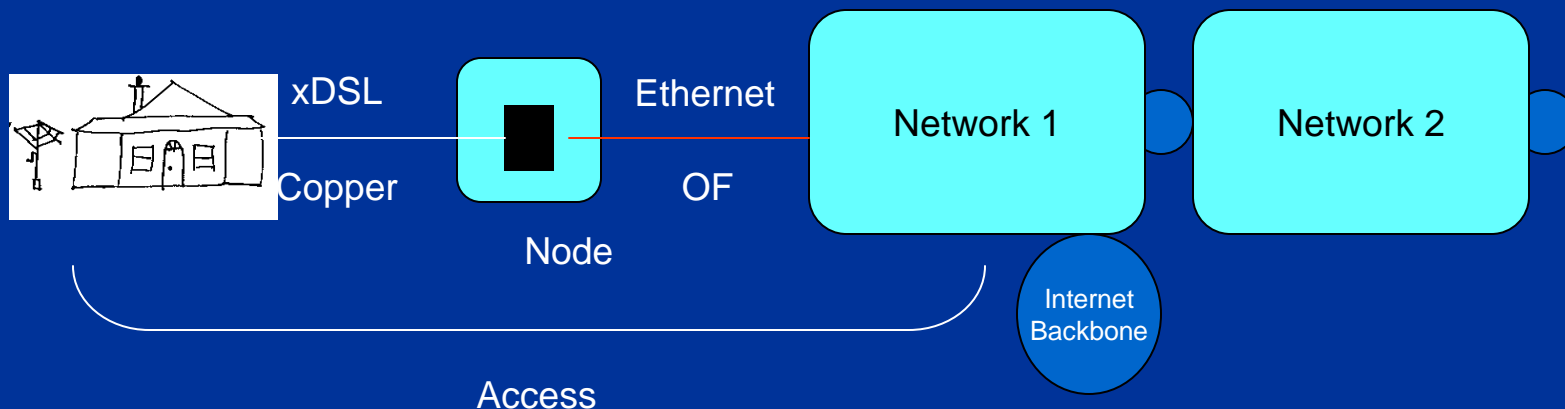 xDSL
Copper
Node
Ethernet
OF
Network 1
Network 2
Internet
Backbone
Access